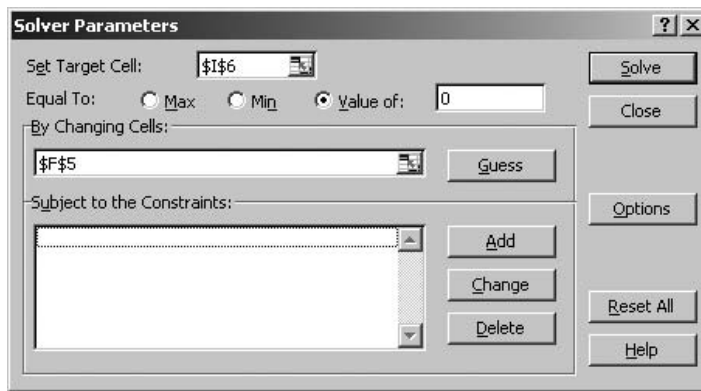 Solver Parameters
Set Target Cell: $I$6 Solve
Equal To: Max Min Value of: 0 Close
By Changing Cells:
$F$5 Guess
Subject to the Constraints: Options
Add
Change
Reset All
Delete
Help